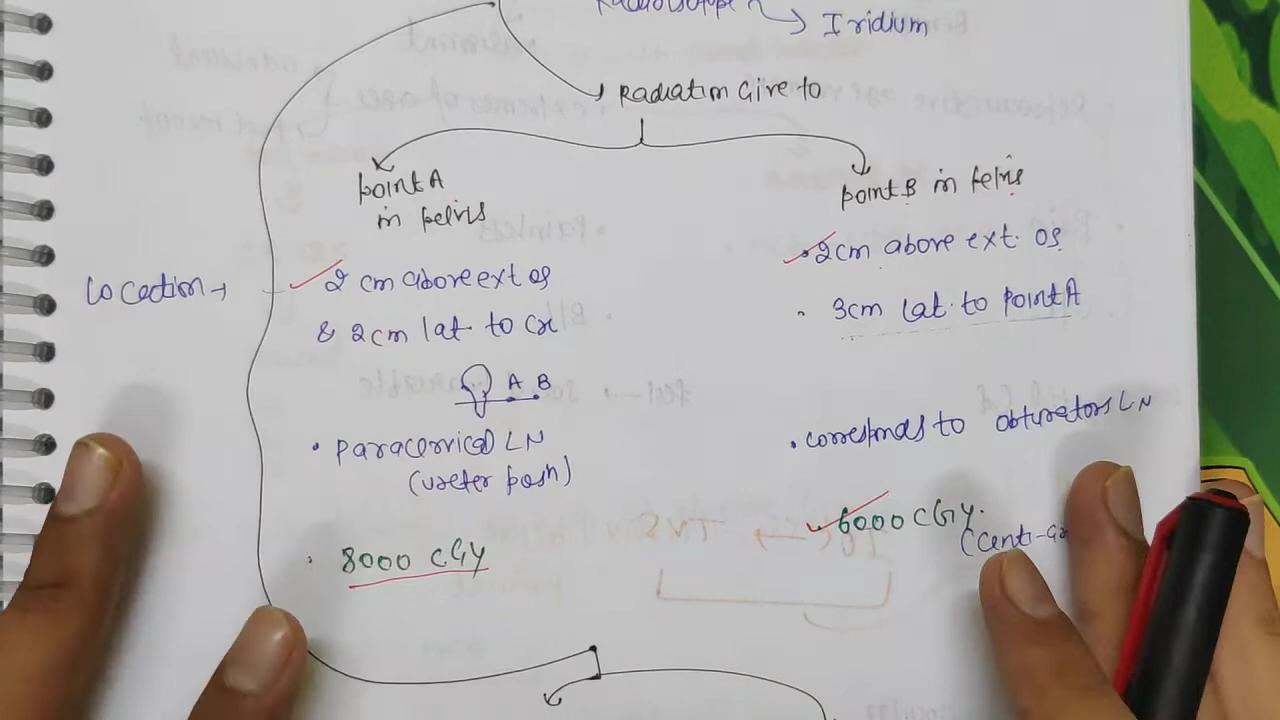 Iridium
Radiation Give to
point A
in pelvis
point B in pelvis
Location →
2 cm above ext os
& 2cm lat to Cx
• 2cm above ext. os
• 3cm lat. to point A
A B
• paracervical LN
(ureter
• corresponds to obturators LN
• 8000 cGy
6000 cGy.
(centi-